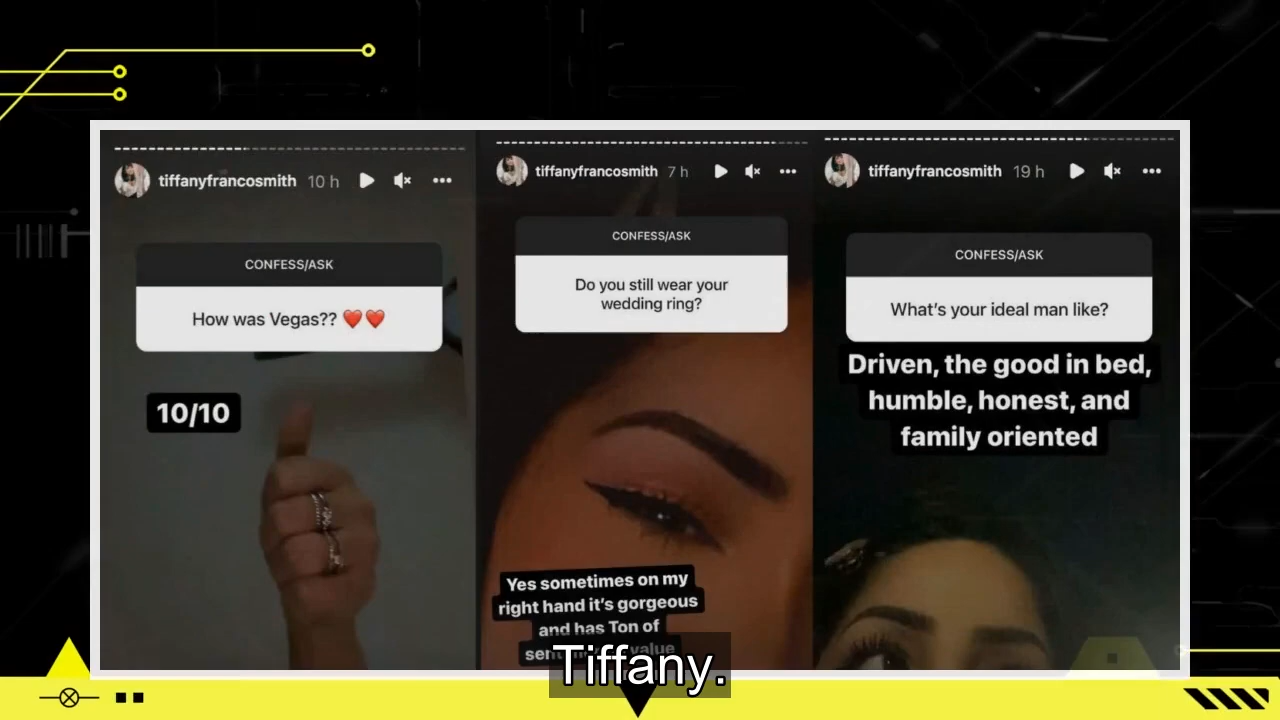 tiffanyfrancosmith 10 h
CONFESS/ASK
How was Vegas?? ❤️❤️
10/10
tiffanyfrancosmith 7 h
CONFESS/ASK
Do you still wear your
wedding ring?
Yes sometimes on my
right hand it's gorgeous
and has Ton of
value
tiffanyfrancosmith 19 h
CONFESS/ASK
What's your ideal man like?
Driven, the good in bed,
humble, honest, and
family oriented
Tiffany.